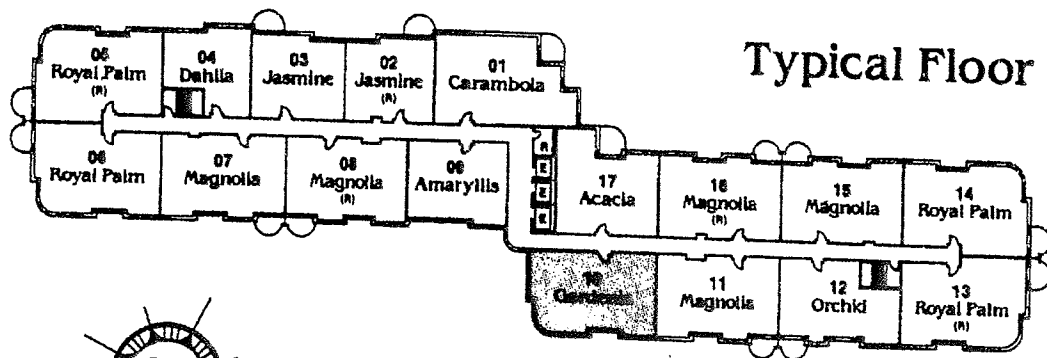 Typical Floor
05
Royal Palm
(R)
04
Dahlia
03
Jasmine
02
Jasmine
(R)
01
Carambola
06
Royal Palm
07
Magnolia
08
Magnolia
(R)
09
Amaryllis
17
Acacia
16
Magnolia
(R)
15
Magnolia
14
Royal Palm
10
Gardenia
11
Magnolia
12
Orchid
13
Royal Palm
(R)